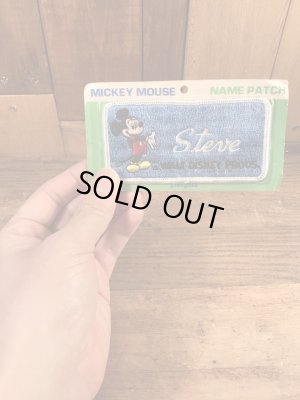 MICKEY MOUSE NAME PATCH
Steve
WALT DISNEY PRODS.
SOLD OUT